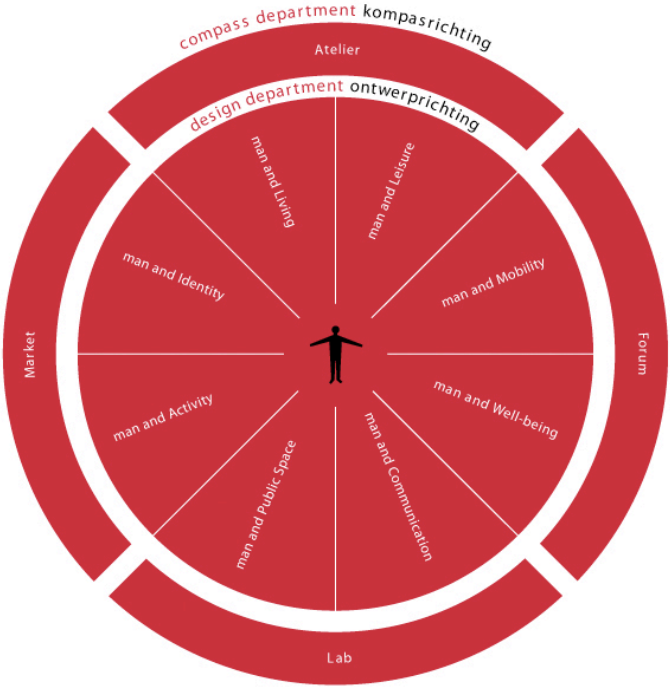 compass department kompasrichting
Atelier
design department ontwerprichting
man and Living
man and Leisure
man and Identity
man and Mobility
Market
Forum
man and Activity
man and Well-being
man and Public Space
man and Communication
Lab